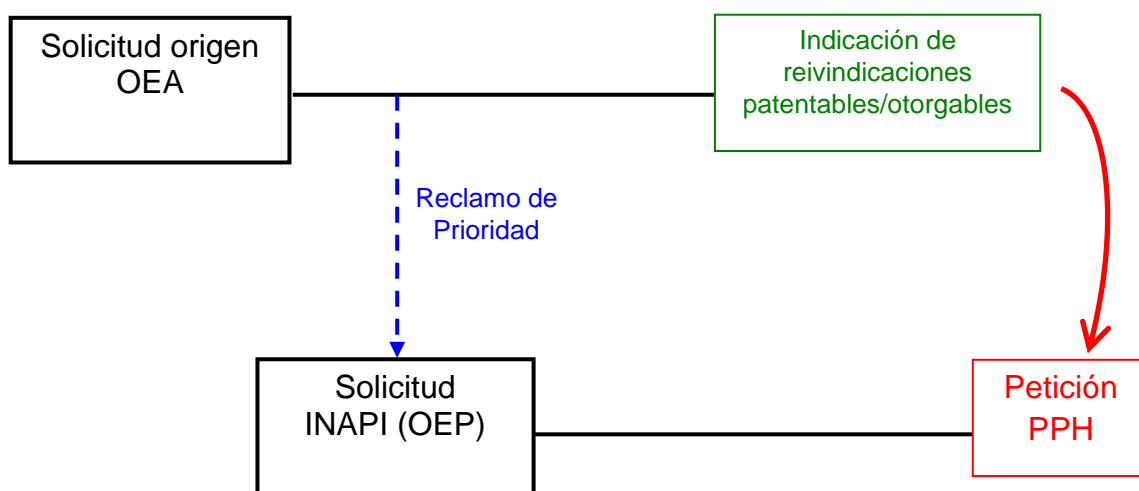 Solicitud origen
OEA
Indicación de
reivindicaciones
patentables/otorgables
Reclamo de
Prioridad
Solicitud
INAPI (OEP)
Petición
PPH